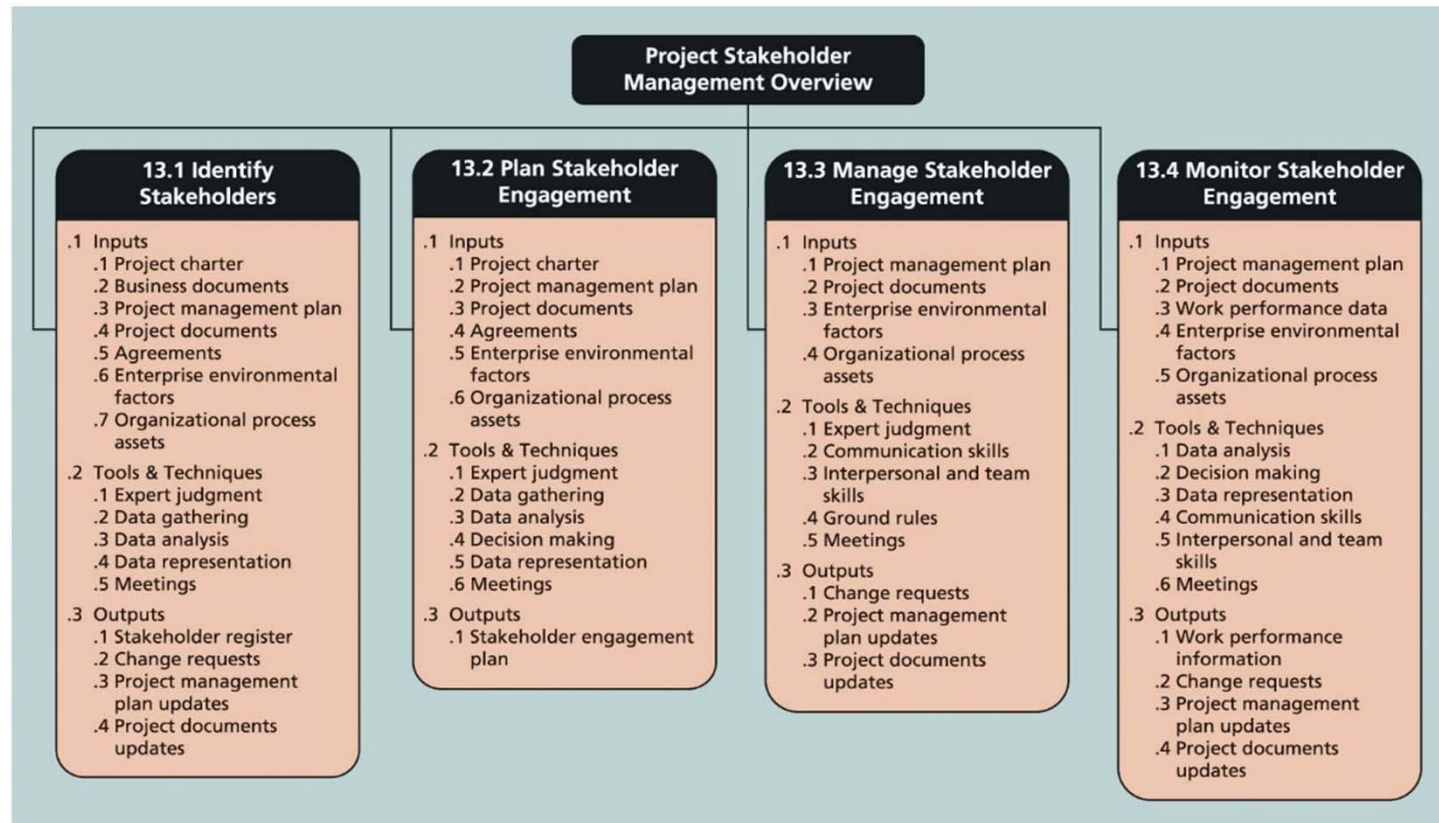 Project Stakeholder
Management Overview
13.1 Identify
Stakeholders
.1 Inputs
.1 Project charter
.2 Business documents
.3 Project management plan
.4 Project documents
.5 Agreements
.6 Enterprise environmental
factors
.7 Organizational process
assets
.2 Tools & Techniques
.1 Expert judgment
.2 Data gathering
.3 Data analysis
.4 Data representation
.5 Meetings
.3 Outputs
.1 Stakeholder register
.2 Change requests
.3 Project management
plan updates
.4 Project documents
updates
13.2 Plan Stakeholder
Engagement
.1 Inputs
.1 Project charter
.2 Project management plan
.3 Project documents
.4 Agreements
.5 Enterprise environmental
factors
.6 Organizational process
assets
.2 Tools & Techniques
.1 Expert judgment
.2 Data gathering
.3 Data analysis
.4 Decision making
.5 Data representation
.6 Meetings
.3 Outputs
.1 Stakeholder engagement
plan
13.3 Manage Stakeholder
Engagement
.1 Inputs
.1 Project management plan
.2 Project documents
.3 Enterprise environmental
factors
.4 Organizational process
assets
.2 Tools & Techniques
.1 Expert judgment
.2 Communication skills
.3 Interpersonal and team
skills
.4 Ground rules
.5 Meetings
.3 Outputs
.1 Change requests
.2 Project management
plan updates
.3 Project documents
updates
13.4 Monitor Stakeholder
Engagement
.1 Inputs
.1 Project management plan
.2 Project documents
.3 Work performance data
.4 Enterprise environmental
factors
.5 Organizational process
assets
.2 Tools & Techniques
.1 Data analysis
.2 Decision making
.3 Data representation
.4 Communication skills
.5 Interpersonal and team
skills
.6 Meetings
.3 Outputs
.1 Work performance
information
.2 Change requests
.3 Project management
plan updates
.4 Project documents
updates